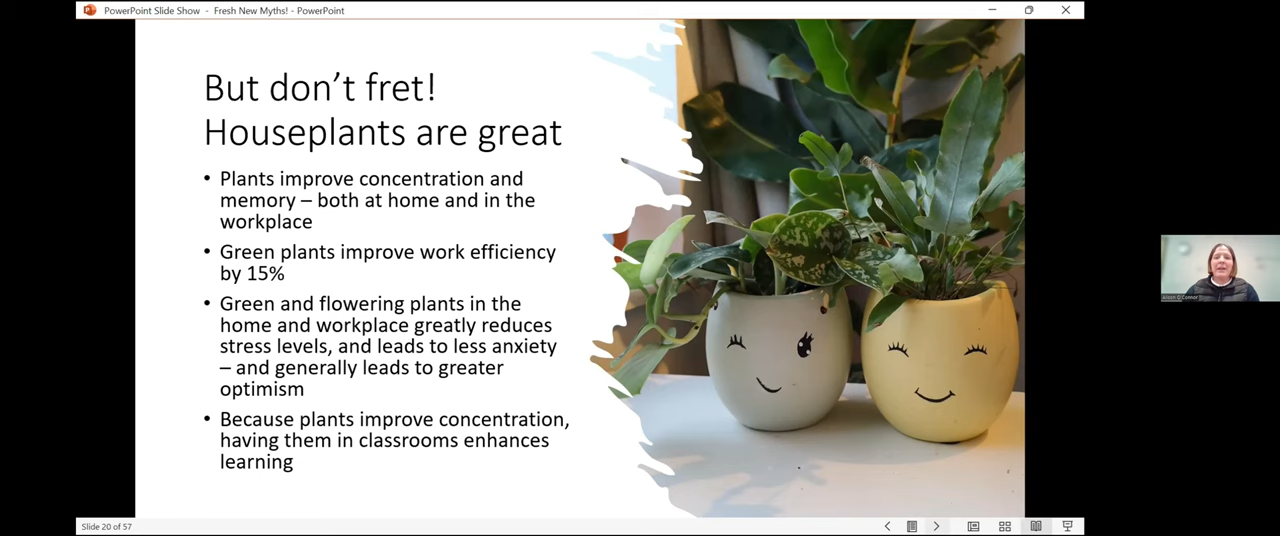 PowerPoint Slide Show - Fresh New Myths! - PowerPoint
But don't fret!
Houseplants are great
• Plants improve concentration and
memory – both at home and in the
workplace
• Green plants improve work efficiency
by 15%
• Green and flowering plants in the
home and workplace greatly reduces
stress levels, and leads to less anxiety
– and generally leads to greater
optimism
• Because plants improve concentration,
having them in classrooms enhances
learning
Slide 20 of 57